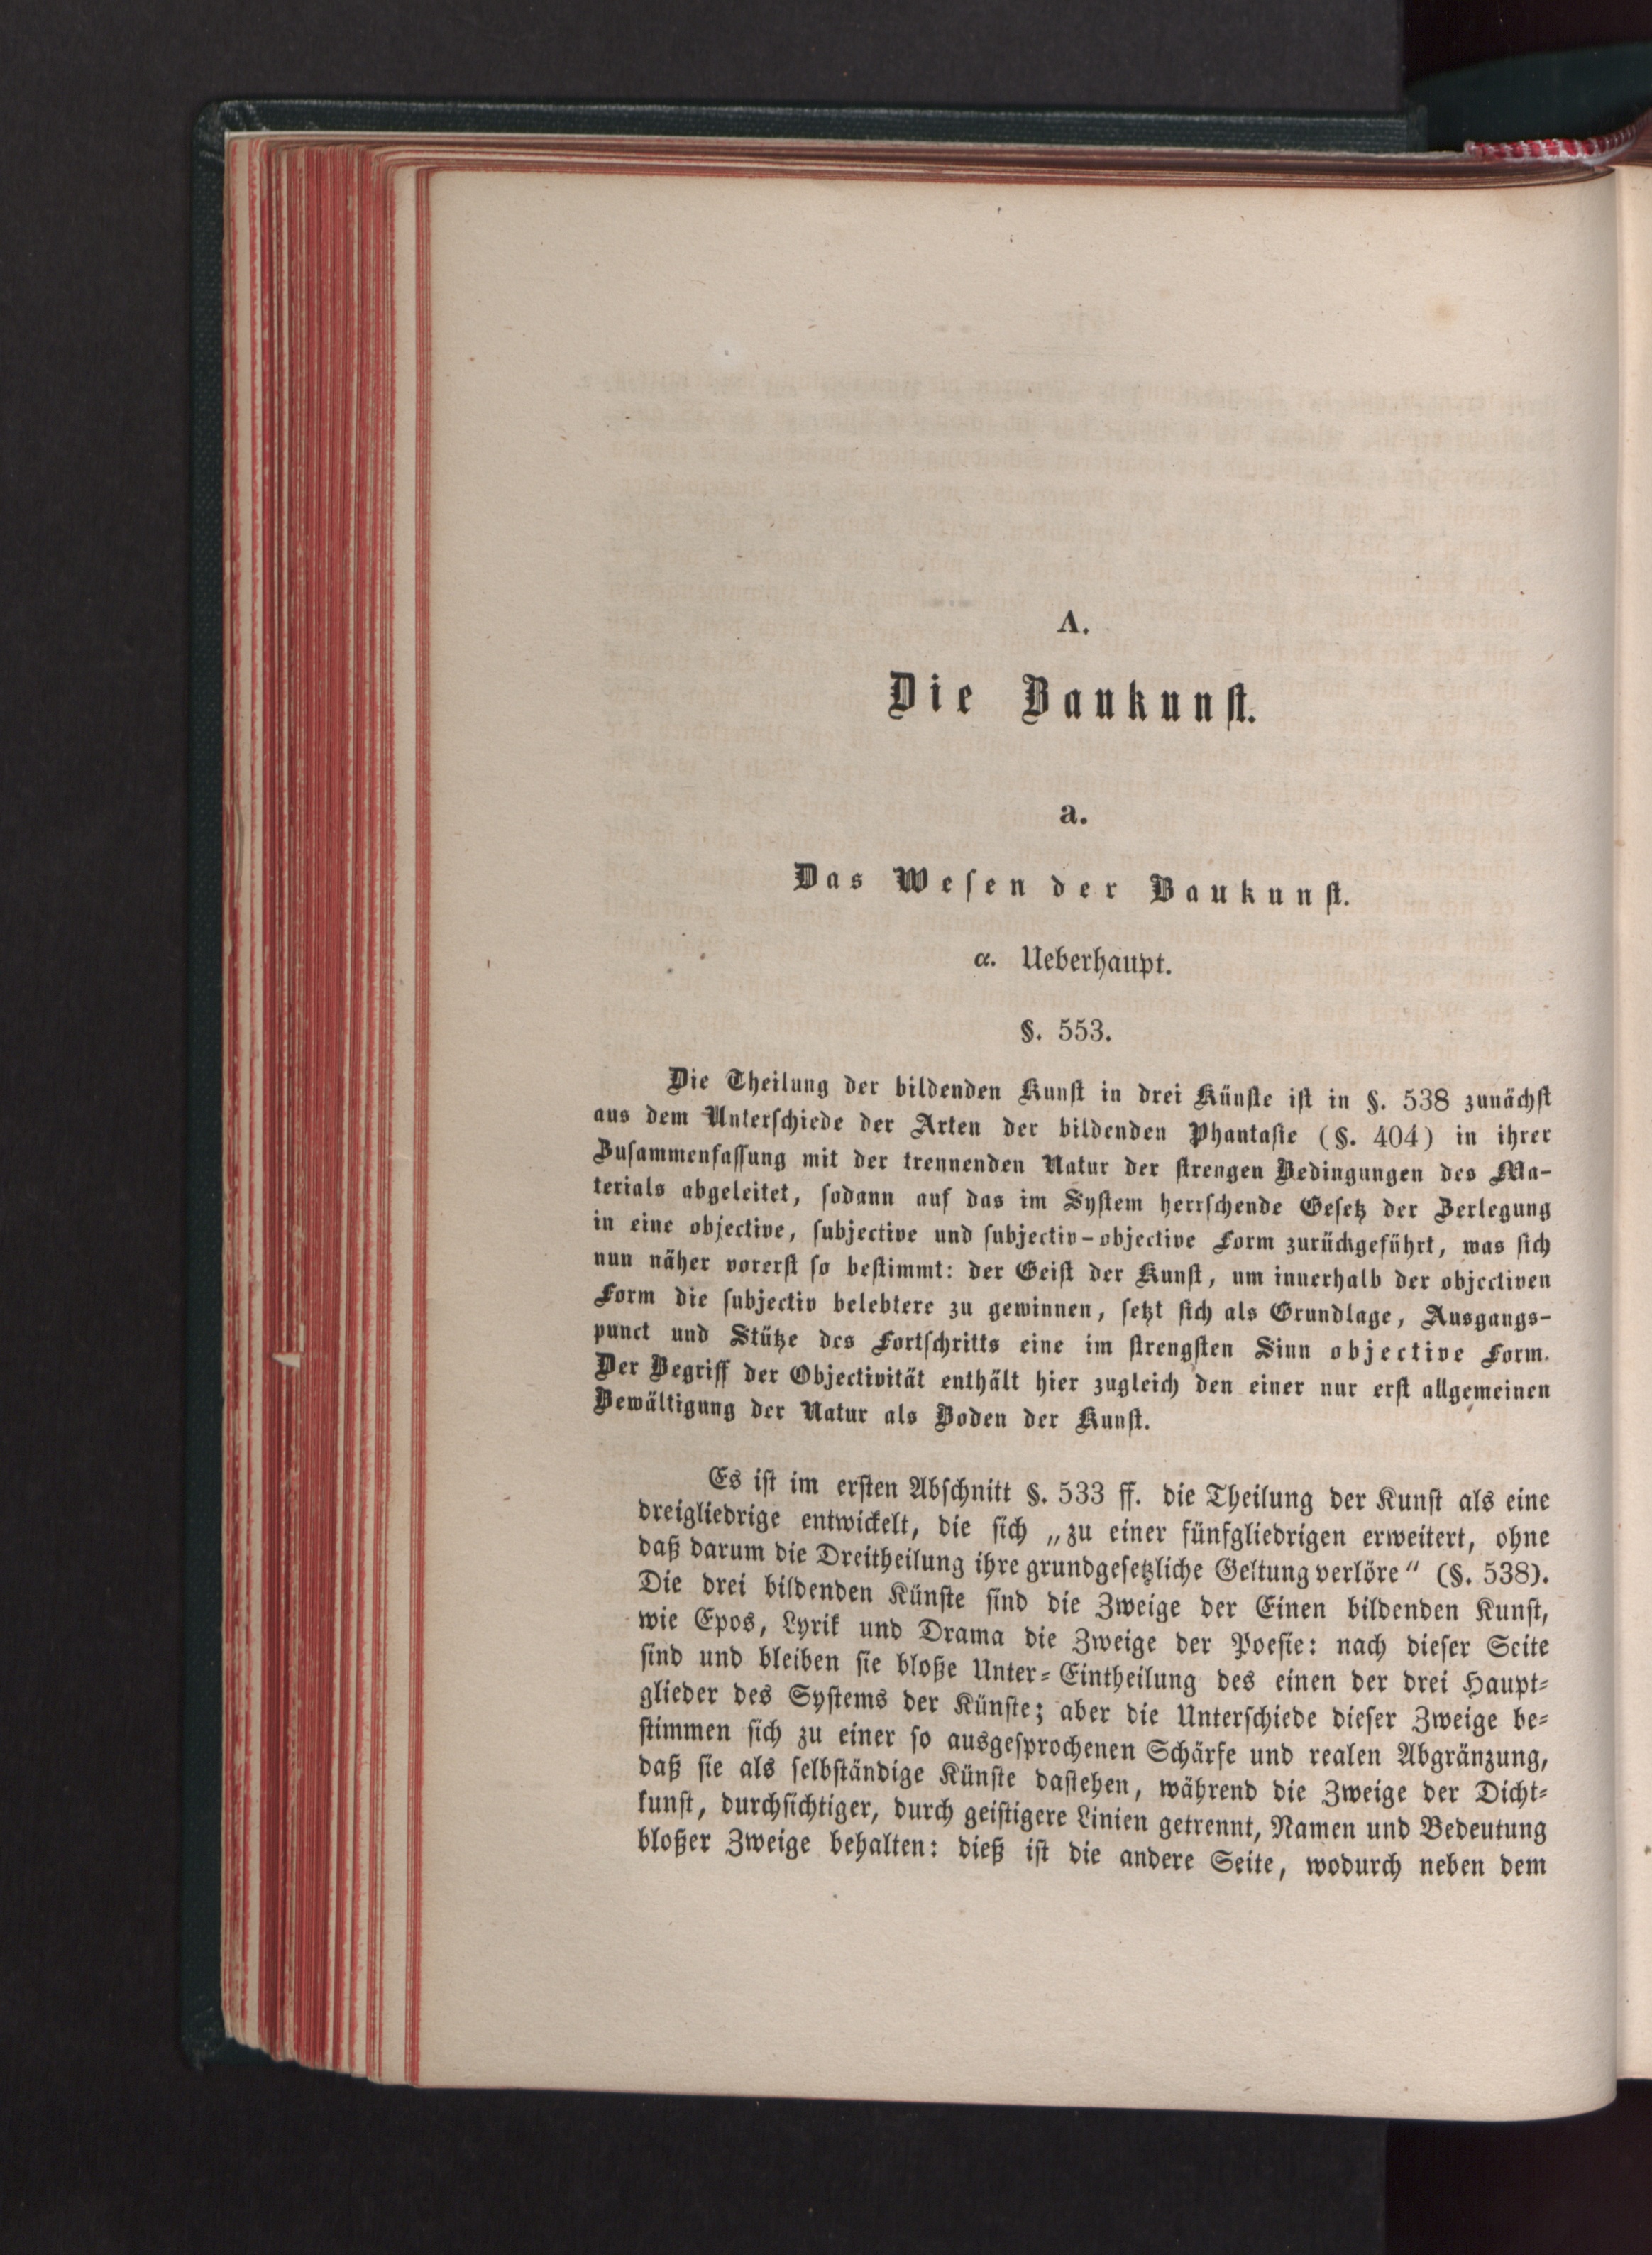 A.
Die Baukunst.
a.
Das Wesen der Baukunst.
α. Ueberhaupt.
§. 553.
Die Theilung der bildenden Kunst in drei Künste ist in §. 538 zunächst
aus dem Unterschiede der Arten der bildenden Phantasie (§. 404) in ihrer
Zusammenfassung mit der trennenden Natur der strengen Bedingungen des Ma-
terials abgeleitet, sodann auf das im System herrschende Gesetz der Zerlegung
in eine objective, subjective und subjectiv-objective Form zurückgeführt, was sich
nun näher vorerst so bestimmt: der Geist der Kunst, um innerhalb der objectiven
Form die subjectiv belebtere zu gewinnen, setzt sich als Grundlage, Ausgangs-
punct und Stütze des Fortschritts eine im strengsten Sinn objective Form.
Der Begriff der Objectivität enthält hier zugleich den einer nur erst allgemeinen
Bewältigung der Natur als Boden der Kunst.
Es ist im ersten Abschnitt §. 533 ff. die Theilung der Kunst als eine
dreigliedrige entwickelt, die sich „zu einer fünfgliedrigen erweitert, ohne
daß darum die Dreitheilung ihre grundgesetzliche Geltung verlöre“ (§. 538).
Die drei bildenden Künste sind die Zweige der Einen bildenden Kunst,
wie Epos, Lyrik und Drama die Zweige der Poesie: nach dieser Seite
sind und bleiben sie bloße Unter-Eintheilung des einen der drei Haupt-
glieder des Systems der Künste; aber die Unterschiede dieser Zweige be-
stimmen sich zu einer so ausgesprochenen Schärfe und realen Abgränzung,
daß sie als selbständige Künste dastehen, während die Zweige der Dicht-
kunst, durchsichtiger, durch geistigere Linien getrennt, Namen und Bedeutung
bloßer Zweige behalten: dieß ist die andere Seite, wodurch neben dem